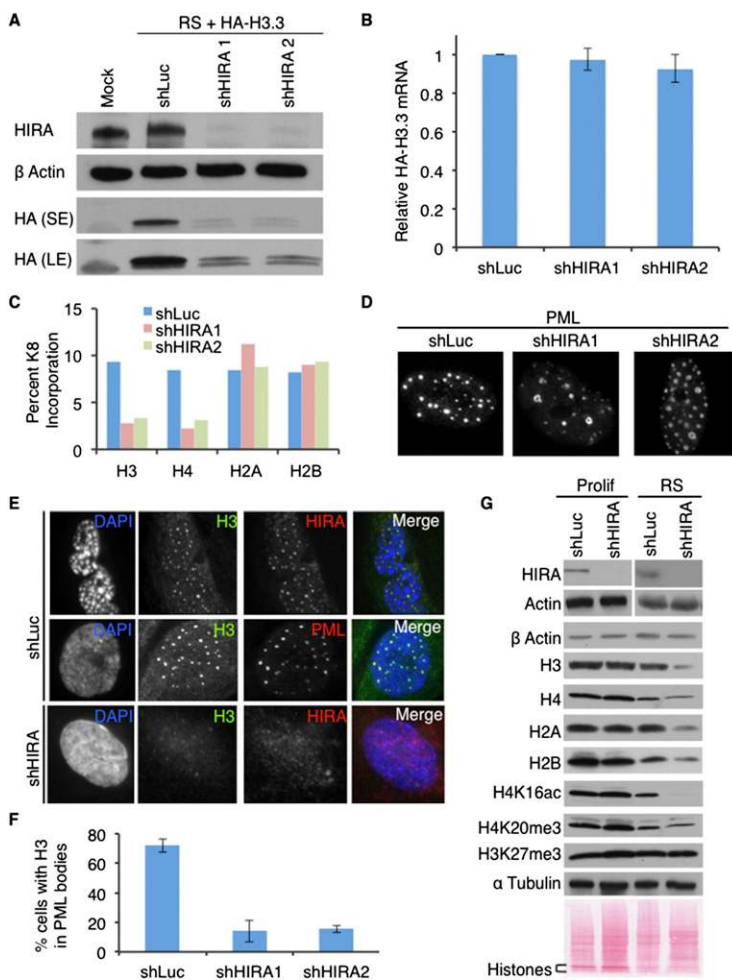 A
RS + HA-H3.3
Mock
shLuc
shHIRA 1
shHIRA 2
HIRA
β Actin
HA (SE)
HA (LE)
B
Relative HA-H3.3 mRNA
1
0.8
0.6
0.4
0.2
0
shLuc shHIRA1 shHIRA2
C
shLuc
shHIRA1
shHIRA2
Percent K8
Incorporation
15
10
5
0
H3 H4 H2A H2B
D
PML
shLuc shHIRA1 shHIRA2
E
shLuc
DAPI H3 HIRA Merge
DAPI H3 PML Merge
shHIRA
DAPI H3 HIRA Merge
F
% cells with H3
in PML bodies
80
60
40
20
0
shLuc shHIRA1 shHIRA2
G
Prolif RS
shLuc
shHIRA
shLuc
shHIRA
HIRA
Actin
β Actin
H3
H4
H2A
H2B
H4K16ac
H4K20me3
H3K27me3
α Tubulin
Histones